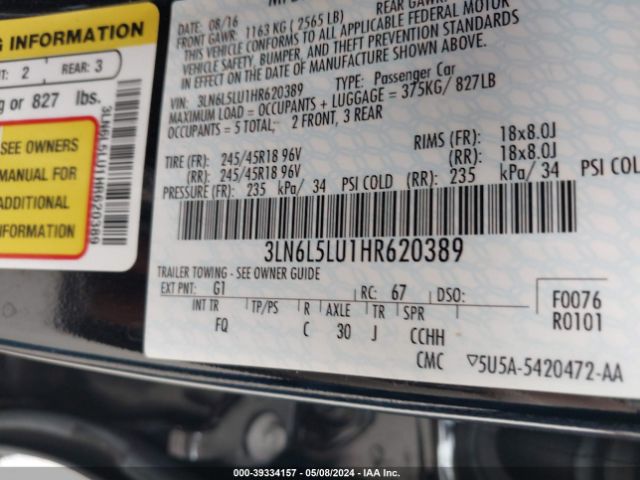 G INFORMATION
NT: 2 REAR: 3
g or 827 lbs.
SEE OWNERS
MANUAL FOR
ADDITIONAL
INFORMATION
3LN6L5LU1HR620389
DATE: 08/16 REAR GAWR
FRONT GAWR: 1163 KG ( 2565 LB)
THIS VEHICLE CONFORMS TO ALL APPLICABLE FEDERAL MOTOR
VEHICLE SAFETY, BUMPER, AND THEFT PREVENTION STANDARDS
IN EFFECT ON THE DATE OF MANUFACTURE SHOWN ABOVE.
VIN: 3LN6L5LU1HR620389 TYPE: Passenger Car
MAXIMUM LOAD = OCCUPANTS + LUGGAGE = 375KG/ 827LB
OCCUPANTS = 5 TOTAL; 2 FRONT, 3 REAR
TIRE (FR): 245/45R18 96V RIMS (FR): 18x8.0J
(RR): 245/45R18 96V (RR): 18x8.0J
PRESSURE (FR): 235 kPa/ 34 PSI COLD (RR): 235 kPa/ 34 PSI COL
3LN6L5LU1HR620389
TRAILER TOWING - SEE OWNER GUIDE
EXT PNT: G1 RC: 67 DSO: F0076
INT TR TP/PS R AXLE TR SPR R0101
FQ C 30 J CCHH
CMC ▽5U5A-5420472-AA
000-39334157 - 05/08/2024 - IAA Inc.